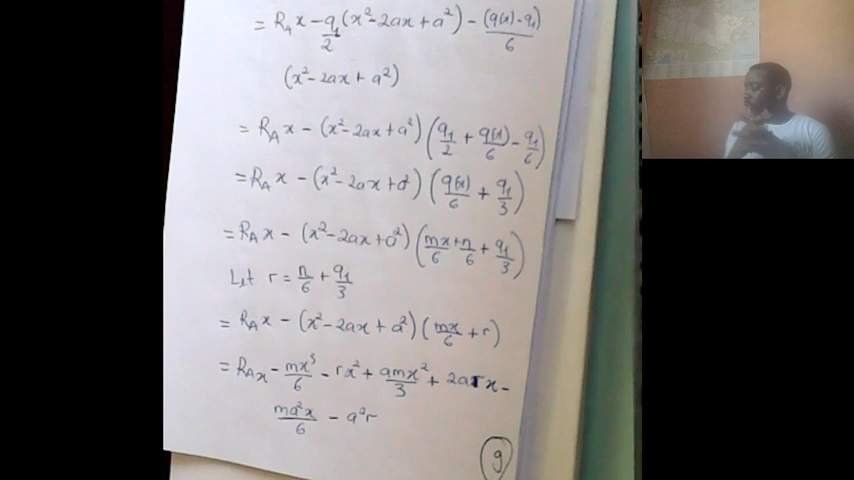 = R_A x - q_1/2 (x² - 2ax + a²) - (q(x) - q_1)/6
(x² - 2ax + a²)
= R_A x - (x² - 2ax + a²) (q_1/2 + q(x)/6 - q_1/6)
= R_A x - (x² - 2ax + a²) (q(x)/6 + q_1/3)
= R_A x - (x² - 2ax + a²) (mx/6 + n/6 + q_1/3)
Let r = n/6 + q_1/3
= R_A x - (x² - 2ax + a²) (mx/6 + r)
= R_A x - mx³/6 - rx² + amx²/3 + 2arx -
ma²x/6 - a²r
9